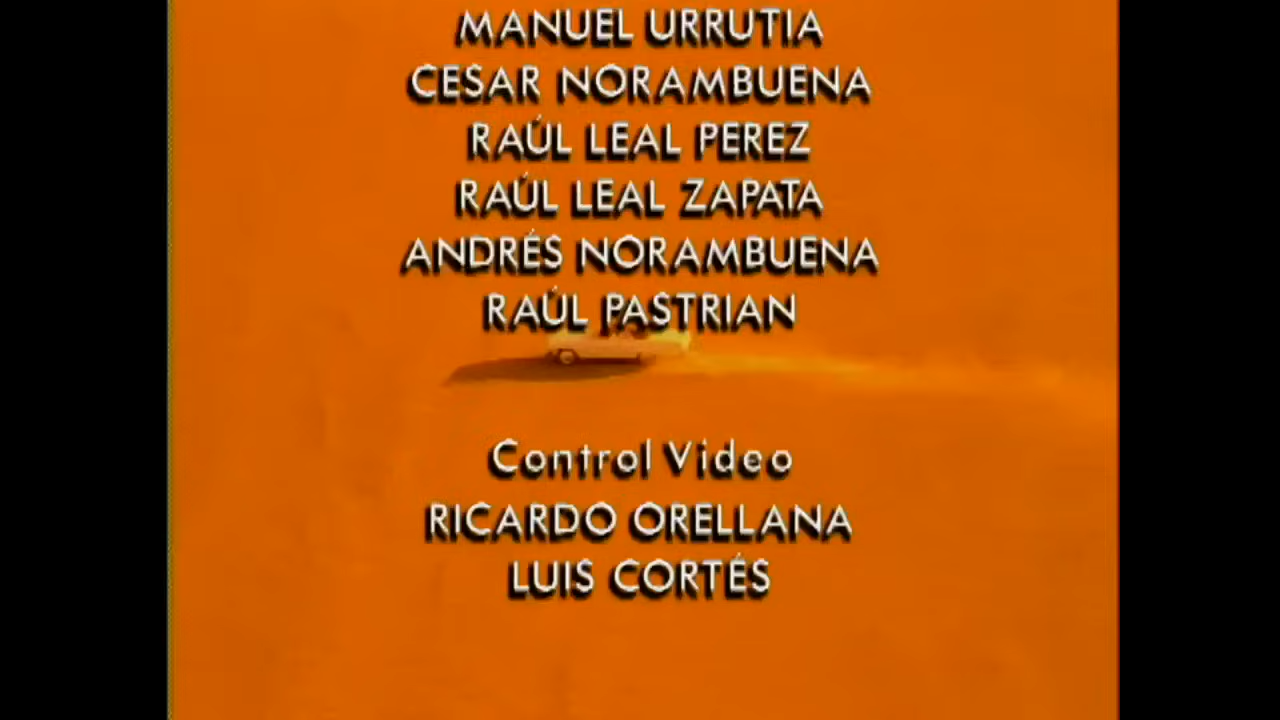 MANUEL URRUTIA
CESAR NORAMBUENA
RAÚL LEAL PEREZ
RAÚL LEAL ZAPATA
ANDRÉS NORAMBUENA
RAÚL PASTRIAN
Control Video
RICARDO ORELLANA
LUIS CORTÉS